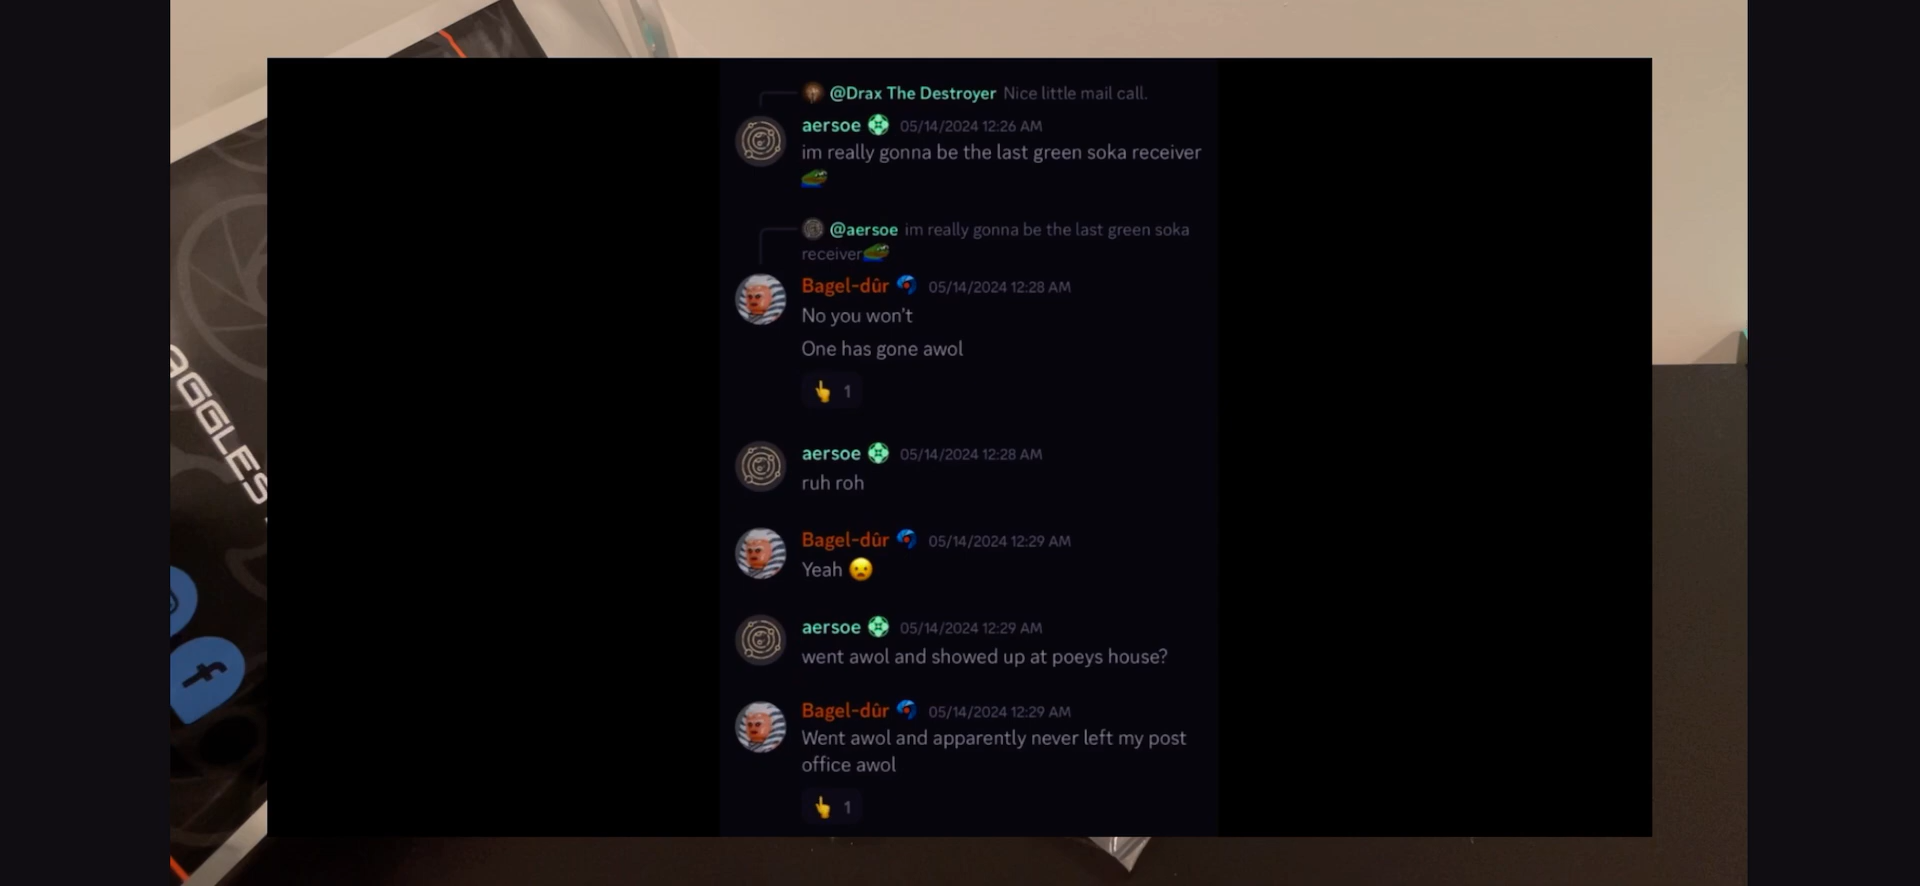 @Drax The Destroyer Nice little mail call.
aersoe 05/14/2024 12:26 AM
im really gonna be the last green soka receiver
@aersoe im really gonna be the last green soka
receiver
Bagel-dûr 05/14/2024 12:28 AM
No you won't
One has gone awol
1
aersoe 05/14/2024 12:28 AM
ruh roh
Bagel-dûr 05/14/2024 12:29 AM
Yeah 😦
aersoe 05/14/2024 12:29 AM
went awol and showed up at poeys house?
Bagel-dûr 05/14/2024 12:29 AM
Went awol and apparently never left my post
office awol
1
AGGLES
f